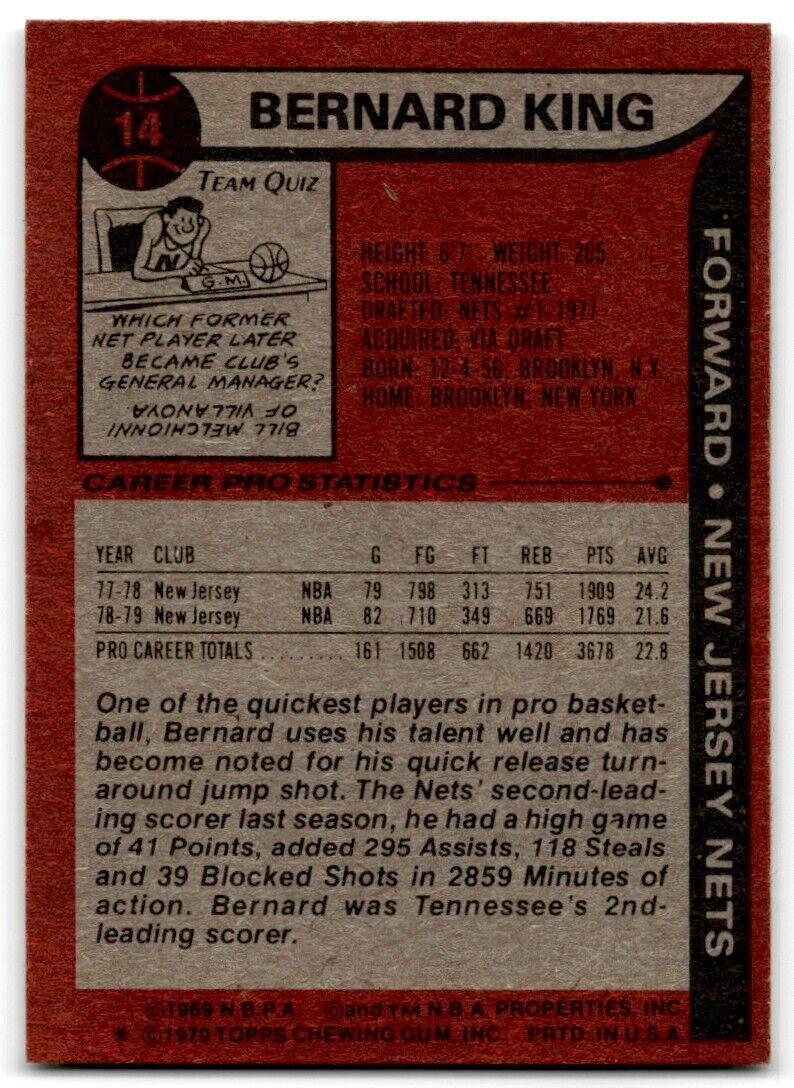 14
BERNARD KING
TEAM QUIZ
N
G.M.
WHICH FORMER
NET PLAYER LATER
BECAME CLUB'S
GENERAL MANAGER?
BILL MELCHIONNI
OF VILLANOVA
HEIGHT: 6'7" WEIGHT: 205
SCHOOL: TENNESSEE
DRAFTED: NETS #1-1977
ACQUIRED: VIA DRAFT
BORN: 12-4-56, BROOKLYN, N.Y.
HOME: BROOKLYN, NEW YORK
FORWARD • NEW JERSEY NETS
CAREER PRO STATISTICS
YEAR CLUB G FG FT REB PTS AVG
77-78 New Jersey NBA 79 798 313 751 1909 24.2
78-79 New Jersey NBA 82 710 349 669 1769 21.6
PRO CAREER TOTALS ......... 161 1508 662 1420 3678 22.8
One of the quickest players in pro basket-
ball, Bernard uses his talent well and has
become noted for his quick release turn-
around jump shot. The Nets' second-lead-
ing scorer last season, he had a high game
of 41 Points, added 295 Assists, 118 Steals
and 39 Blocked Shots in 2859 Minutes of
action. Bernard was Tennessee's 2nd-
leading scorer.
©1969 N.B.P.A. © and ™ N.B.A. PROPERTIES, INC
* ©1979 TOPPS CHEWING GUM, INC. PRTD. IN U.S.A.